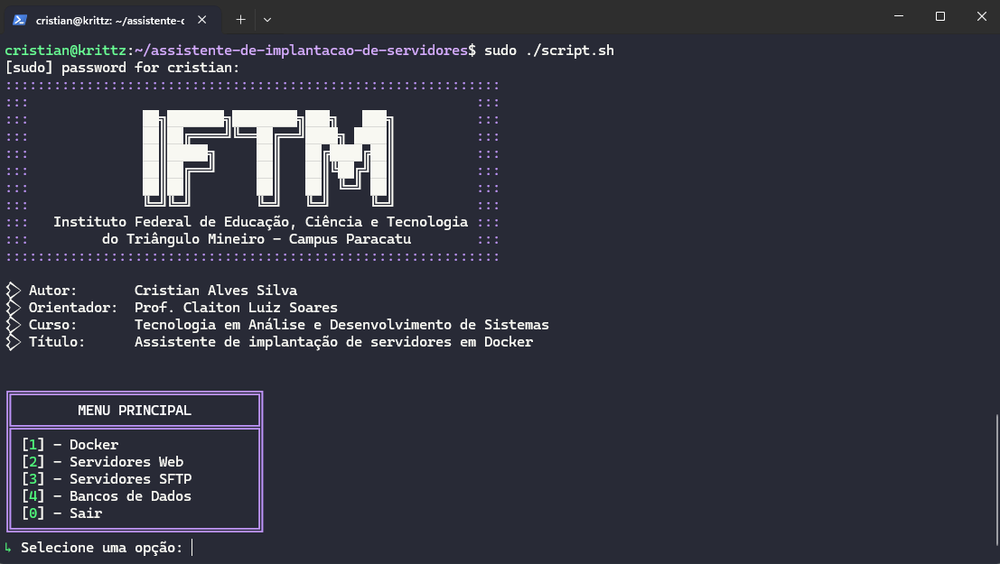 cristian@krittz: ~/assistente-c
cristian@krittz:~/assistente-de-implantacao-de-servidores$ sudo ./script.sh
[sudo] password for cristian:
IFTM
Instituto Federal de Educação, Ciência e Tecnologia
do Triângulo Mineiro - Campus Paracatu
Autor: Cristian Alves Silva
Orientador: Prof. Claiton Luiz Soares
Curso: Tecnologia em Análise e Desenvolvimento de Sistemas
Título: Assistente de implantação de servidores em Docker
MENU PRINCIPAL
[1] - Docker
[2] - Servidores Web
[3] - Servidores SFTP
[4] - Bancos de Dados
[0] - Sair
↳ Selecione uma opção: